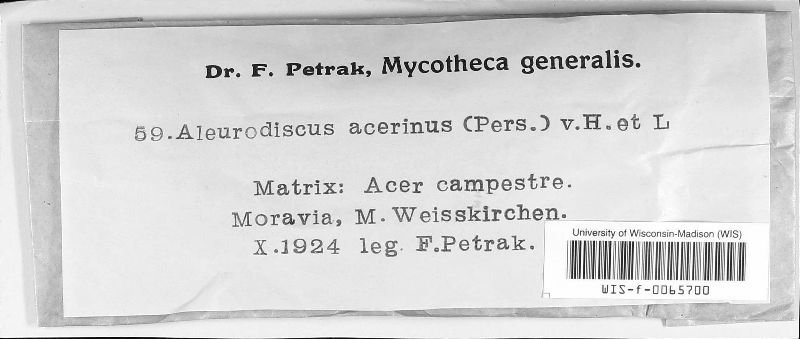 Dr. F. Petrak, Mycotheca generalis.
59. Aleurodiscus acerinus (Pers.) v.H. et L
Matrix: Acer campestre.
Moravia, M. Weisskirchen.
X.1924 leg. F.Petrak.
University of Wisconsin-Madison (WIS)
WIS-f-0065700